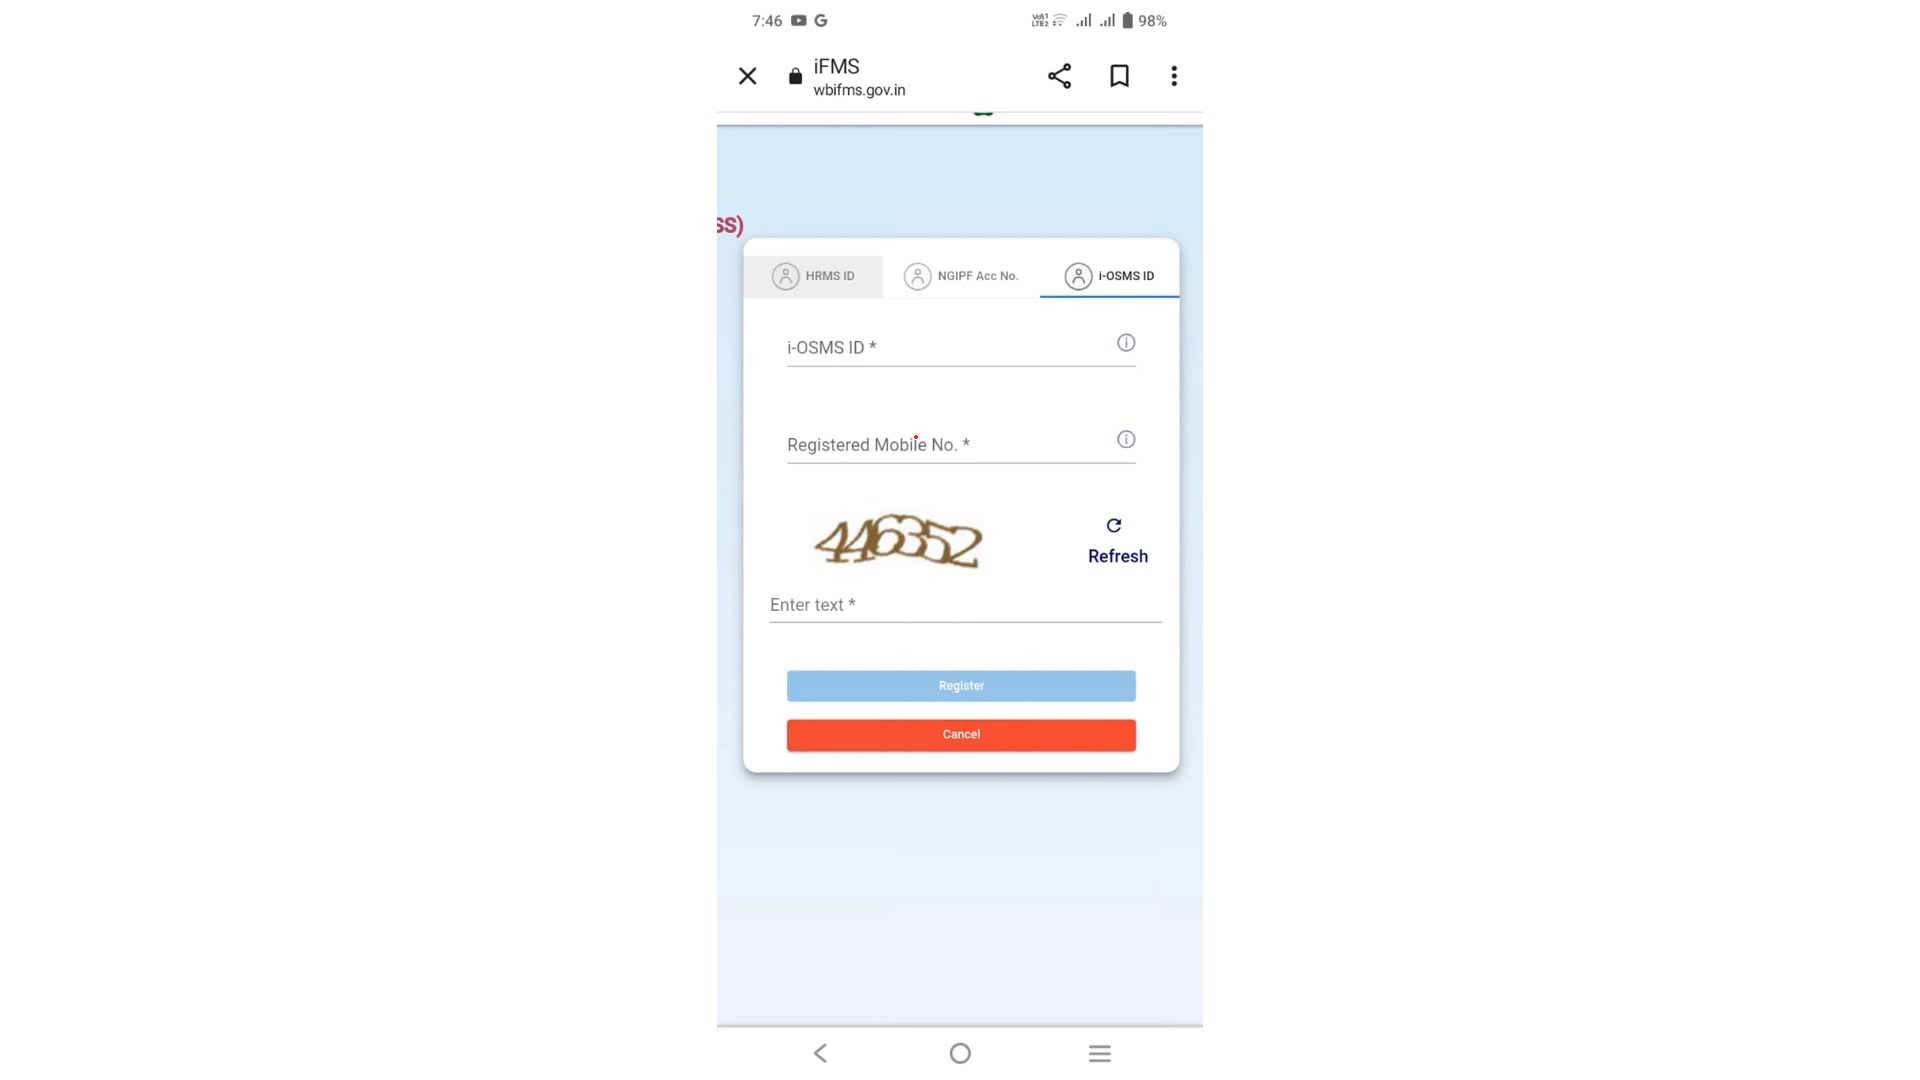 7:46 98%
iFMS
wbifms.gov.in
SS)
HRMS ID NGIPF Acc No. i-OSMS ID
i-OSMS ID *
Registered Mobile No. *
446352
Refresh
Enter text *
Register
Cancel